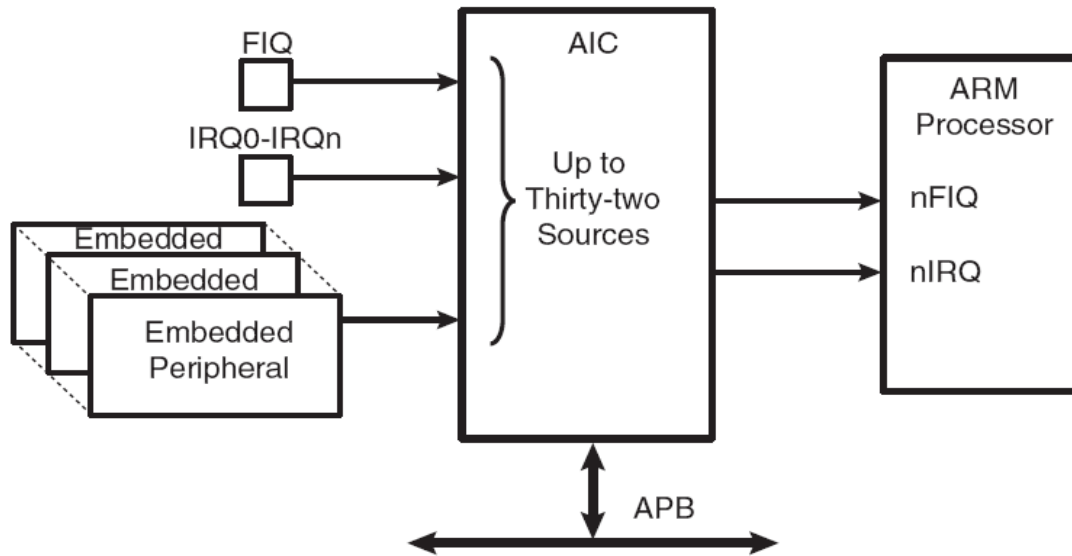 FIQ
IRQ0-IRQn
Embedded
Embedded
Embedded
Peripheral
AIC
Up to
Thirty-two
Sources
ARM
Processor
nFIQ
nIRQ
APB